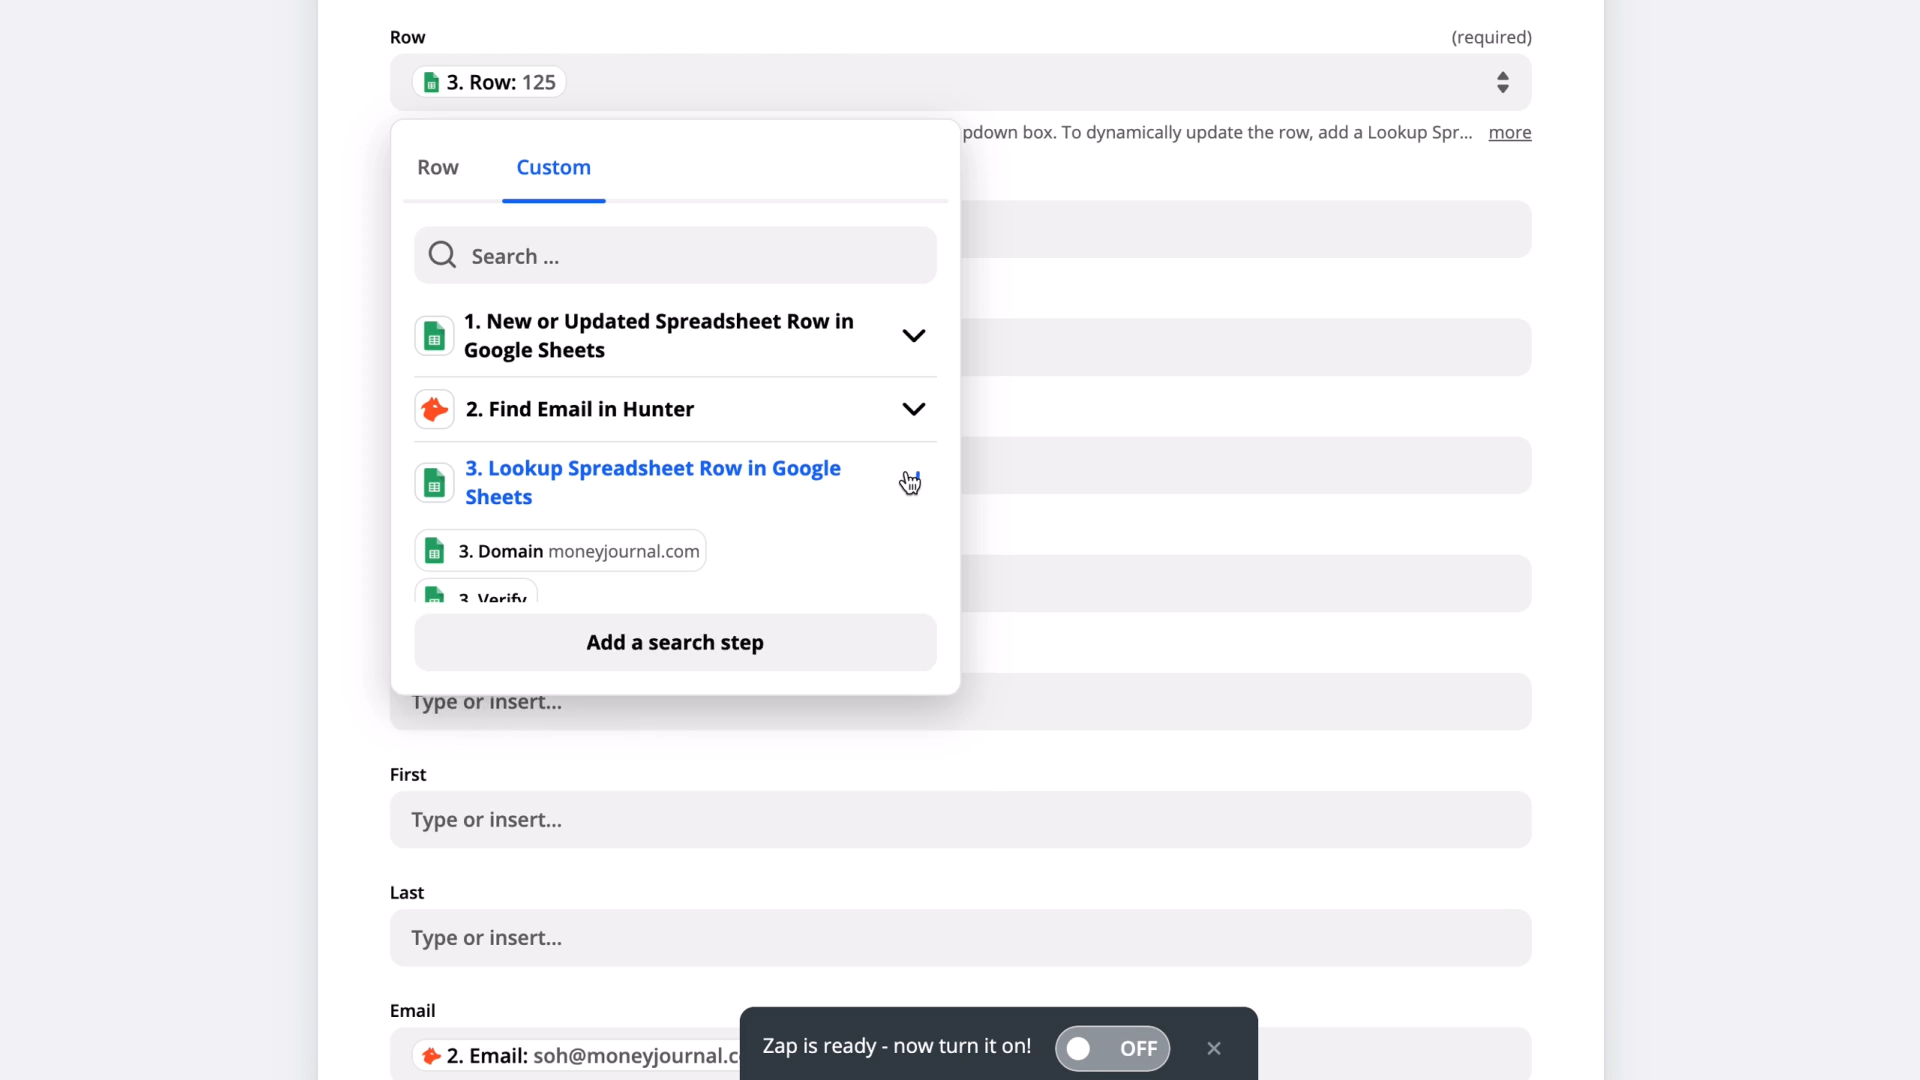 Row
(required)
3. Row: 125
pdown box. To dynamically update the row, add a Lookup Spr... more
Row
Custom
Search ...
1. New or Updated Spreadsheet Row in
Google Sheets
2. Find Email in Hunter
3. Lookup Spreadsheet Row in Google
Sheets
3. Domain moneyjournal.com
3. Verify
Add a search step
Type or insert...
First
Type or insert...
Last
Type or insert...
Email
2. Email: soh@moneyjournal.c
Zap is ready - now turn it on!
OFF